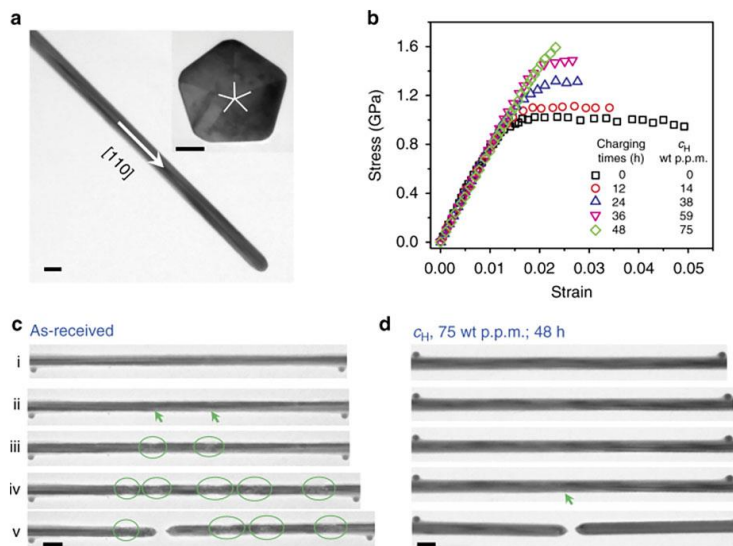 a
[110]
b
Stress (GPa)
1.6
1.2
0.8
0.4
0.0
Charging times (h) cH wt p.p.m.
0 0
12 14
24 38
36 59
48 75
0.00 0.01 0.02 0.03 0.04 0.05
Strain
c As-received
i
ii
iii
iv
v
d cH, 75 wt p.p.m.; 48 h